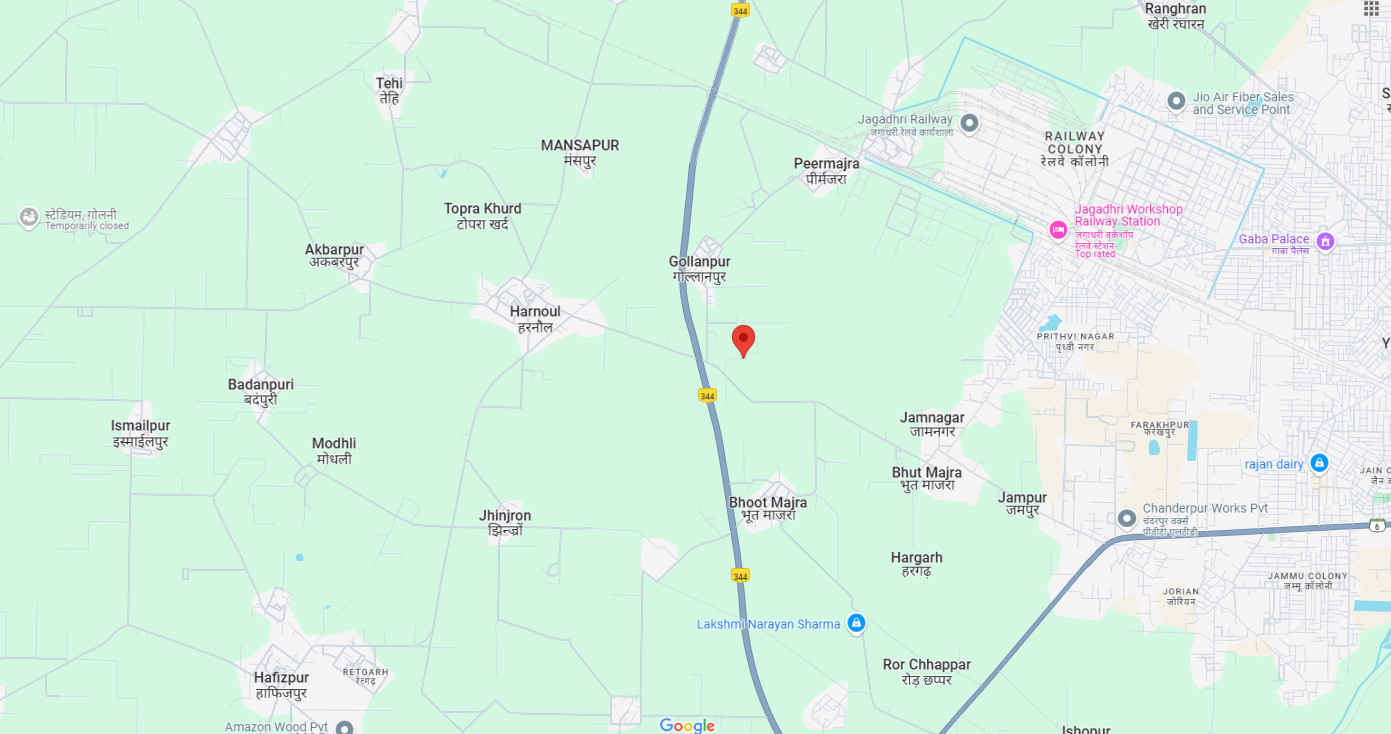 344
Ranghran
खेरी रंघारन
Tehi
तेहि
Jio Air Fiber Sales
and Service Point
Jagadhri Railway
जगाधरी रेलवे कार्यशाला
RAILWAY
COLONY
रेलवे कॉलोनी
MANSAPUR
मंसपुर
Peermajra
पीर्मजरा
Topra Khurd
टोपरा खर्द
स्टेडियम, गोलनी
Temporarily closed
Jagadhri Workshop
Railway Station
जगाधरी वर्कशॉप
रेलवे स्टेशन
Top rated
Gaba Palace
गाबा पैलेस
Akbarpur
अकबरपुर
Gollanpur
गोल्लानपुर
Harnoul
हरनौल
PRITHVI NAGAR
पृथ्वी नगर
Y
Badanpuri
बदंपुरी
344
Ismailpur
इस्माईलपुर
Jamnagar
जामनगर
FARAKHPUR
फरखपुर
Modhli
मोधली
rajan dairy
Bhut Majra
भुत माजरा
JAIN
जैन
Jampur
जमपुर
Bhoot Majra
भूत माजरा
Jhinjron
झिन्ज्रों
Chanderpur Works Pvt
चंदरपुर वर्क्स
पीवीटी एलटीडी
6
Hargarh
हरगढ़
344
JAMMU COLONY
जम्मू कॉलोनी
JORIAN
जोरियन
Lakshmi Narayan Sharma
Ror Chhappar
रोड़ छप्पर
Hafizpur
हाफिजपुर
RETGARH
रेत्गढ़
Amazon Wood Pvt
Google
Ishopur